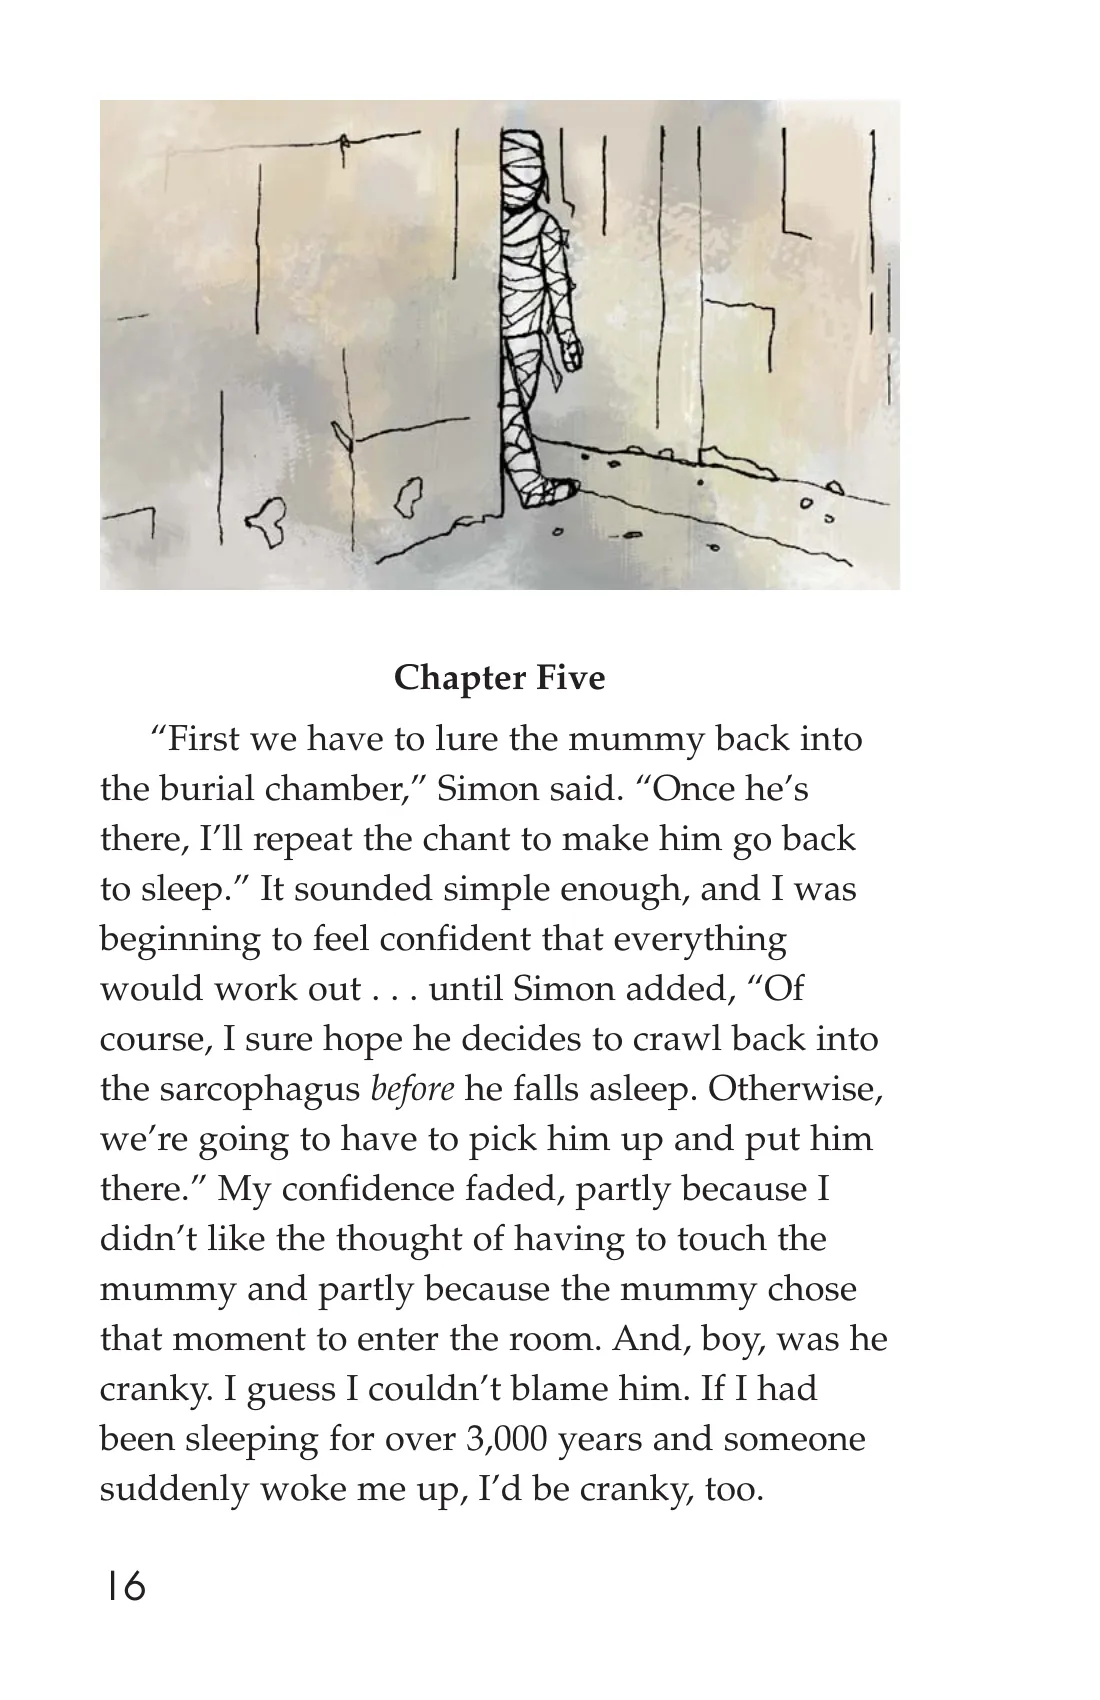 Chapter Five
“First we have to lure the mummy back into
the burial chamber,” Simon said. “Once he’s
there, I’ll repeat the chant to make him go back
to sleep.” It sounded simple enough, and I was
beginning to feel confident that everything
would work out . . . until Simon added, “Of
course, I sure hope he decides to crawl back into
the sarcophagus before he falls asleep. Otherwise,
we’re going to have to pick him up and put him
there.” My confidence faded, partly because I
didn’t like the thought of having to touch the
mummy and partly because the mummy chose
that moment to enter the room. And, boy, was he
cranky. I guess I couldn’t blame him. If I had
been sleeping for over 3,000 years and someone
suddenly woke me up, I’d be cranky, too.
16